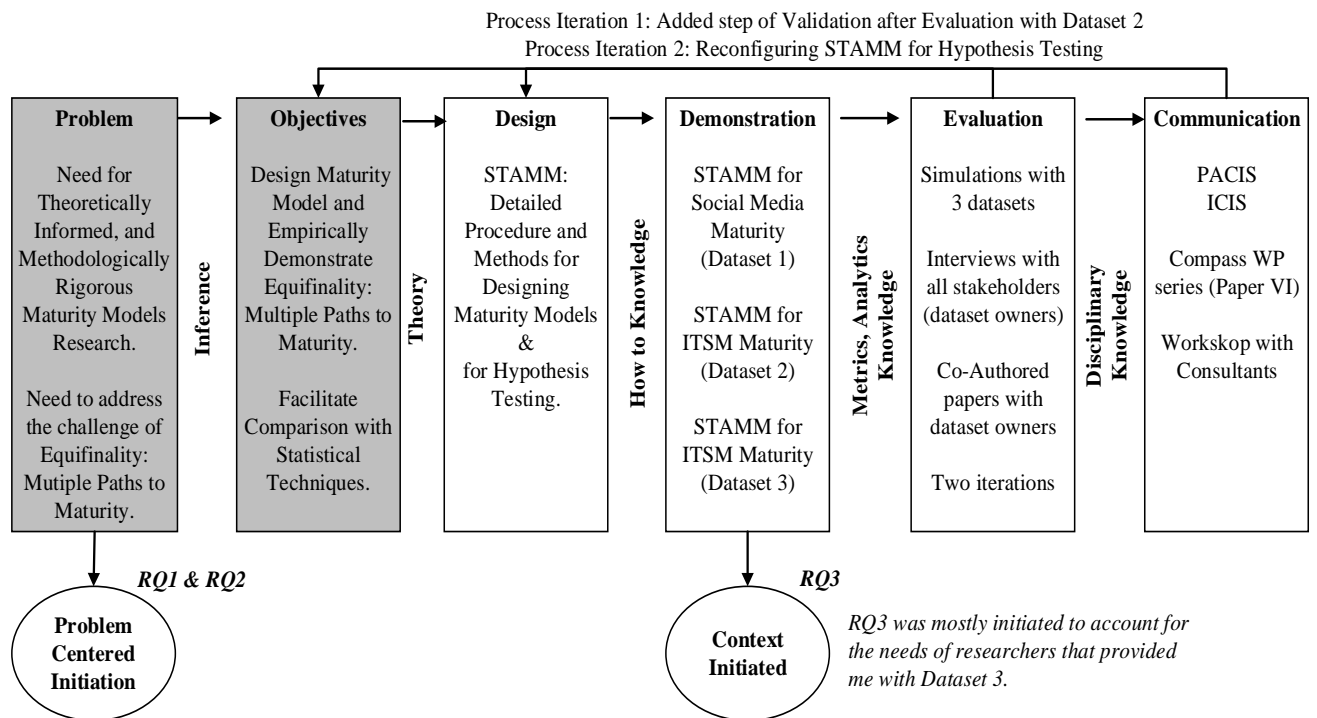 Process Iteration 1: Added step of Validation after Evaluation with Dataset 2
Process Iteration 2: Reconfiguring STAMM for Hypothesis Testing
Problem
Need for
Theoretically
Informed, and
Methodologically
Rigorous
Maturity Models
Research.
Need to address
the challenge of
Equifinality:
Mutiple Paths to
Maturity.
Inference
Objectives
Design Maturity
Model and
Empirically
Demonstrate
Equifinality:
Multiple Paths to
Maturity.
Facilitate
Comparison with
Statistical
Techniques.
Theory
Design
STAMM:
Detailed
Procedure and
Methods for
Designing
Maturity Models
&
for Hypothesis
Testing.
How to Knowledge
Demonstration
STAMM for
Social Media
Maturity
(Dataset 1)
STAMM for
ITSM Maturity
(Dataset 2)
STAMM for
ITSM Maturity
(Dataset 3)
Metrics, Analytics
Knowledge
Evaluation
Simulations with
3 datasets
Interviews with
all stakeholders
(dataset owners)
Co-Authored
papers with
dataset owners
Two iterations
Disciplinary
Knowledge
Communication
PACIS
ICIS
Compass WP
series (Paper VI)
Workskop with
Consultants
RQ1 & RQ2
Problem
Centered
Initiation
RQ3
Context
Initiated
RQ3 was mostly initiated to account for
the needs of researchers that provided
me with Dataset 3.